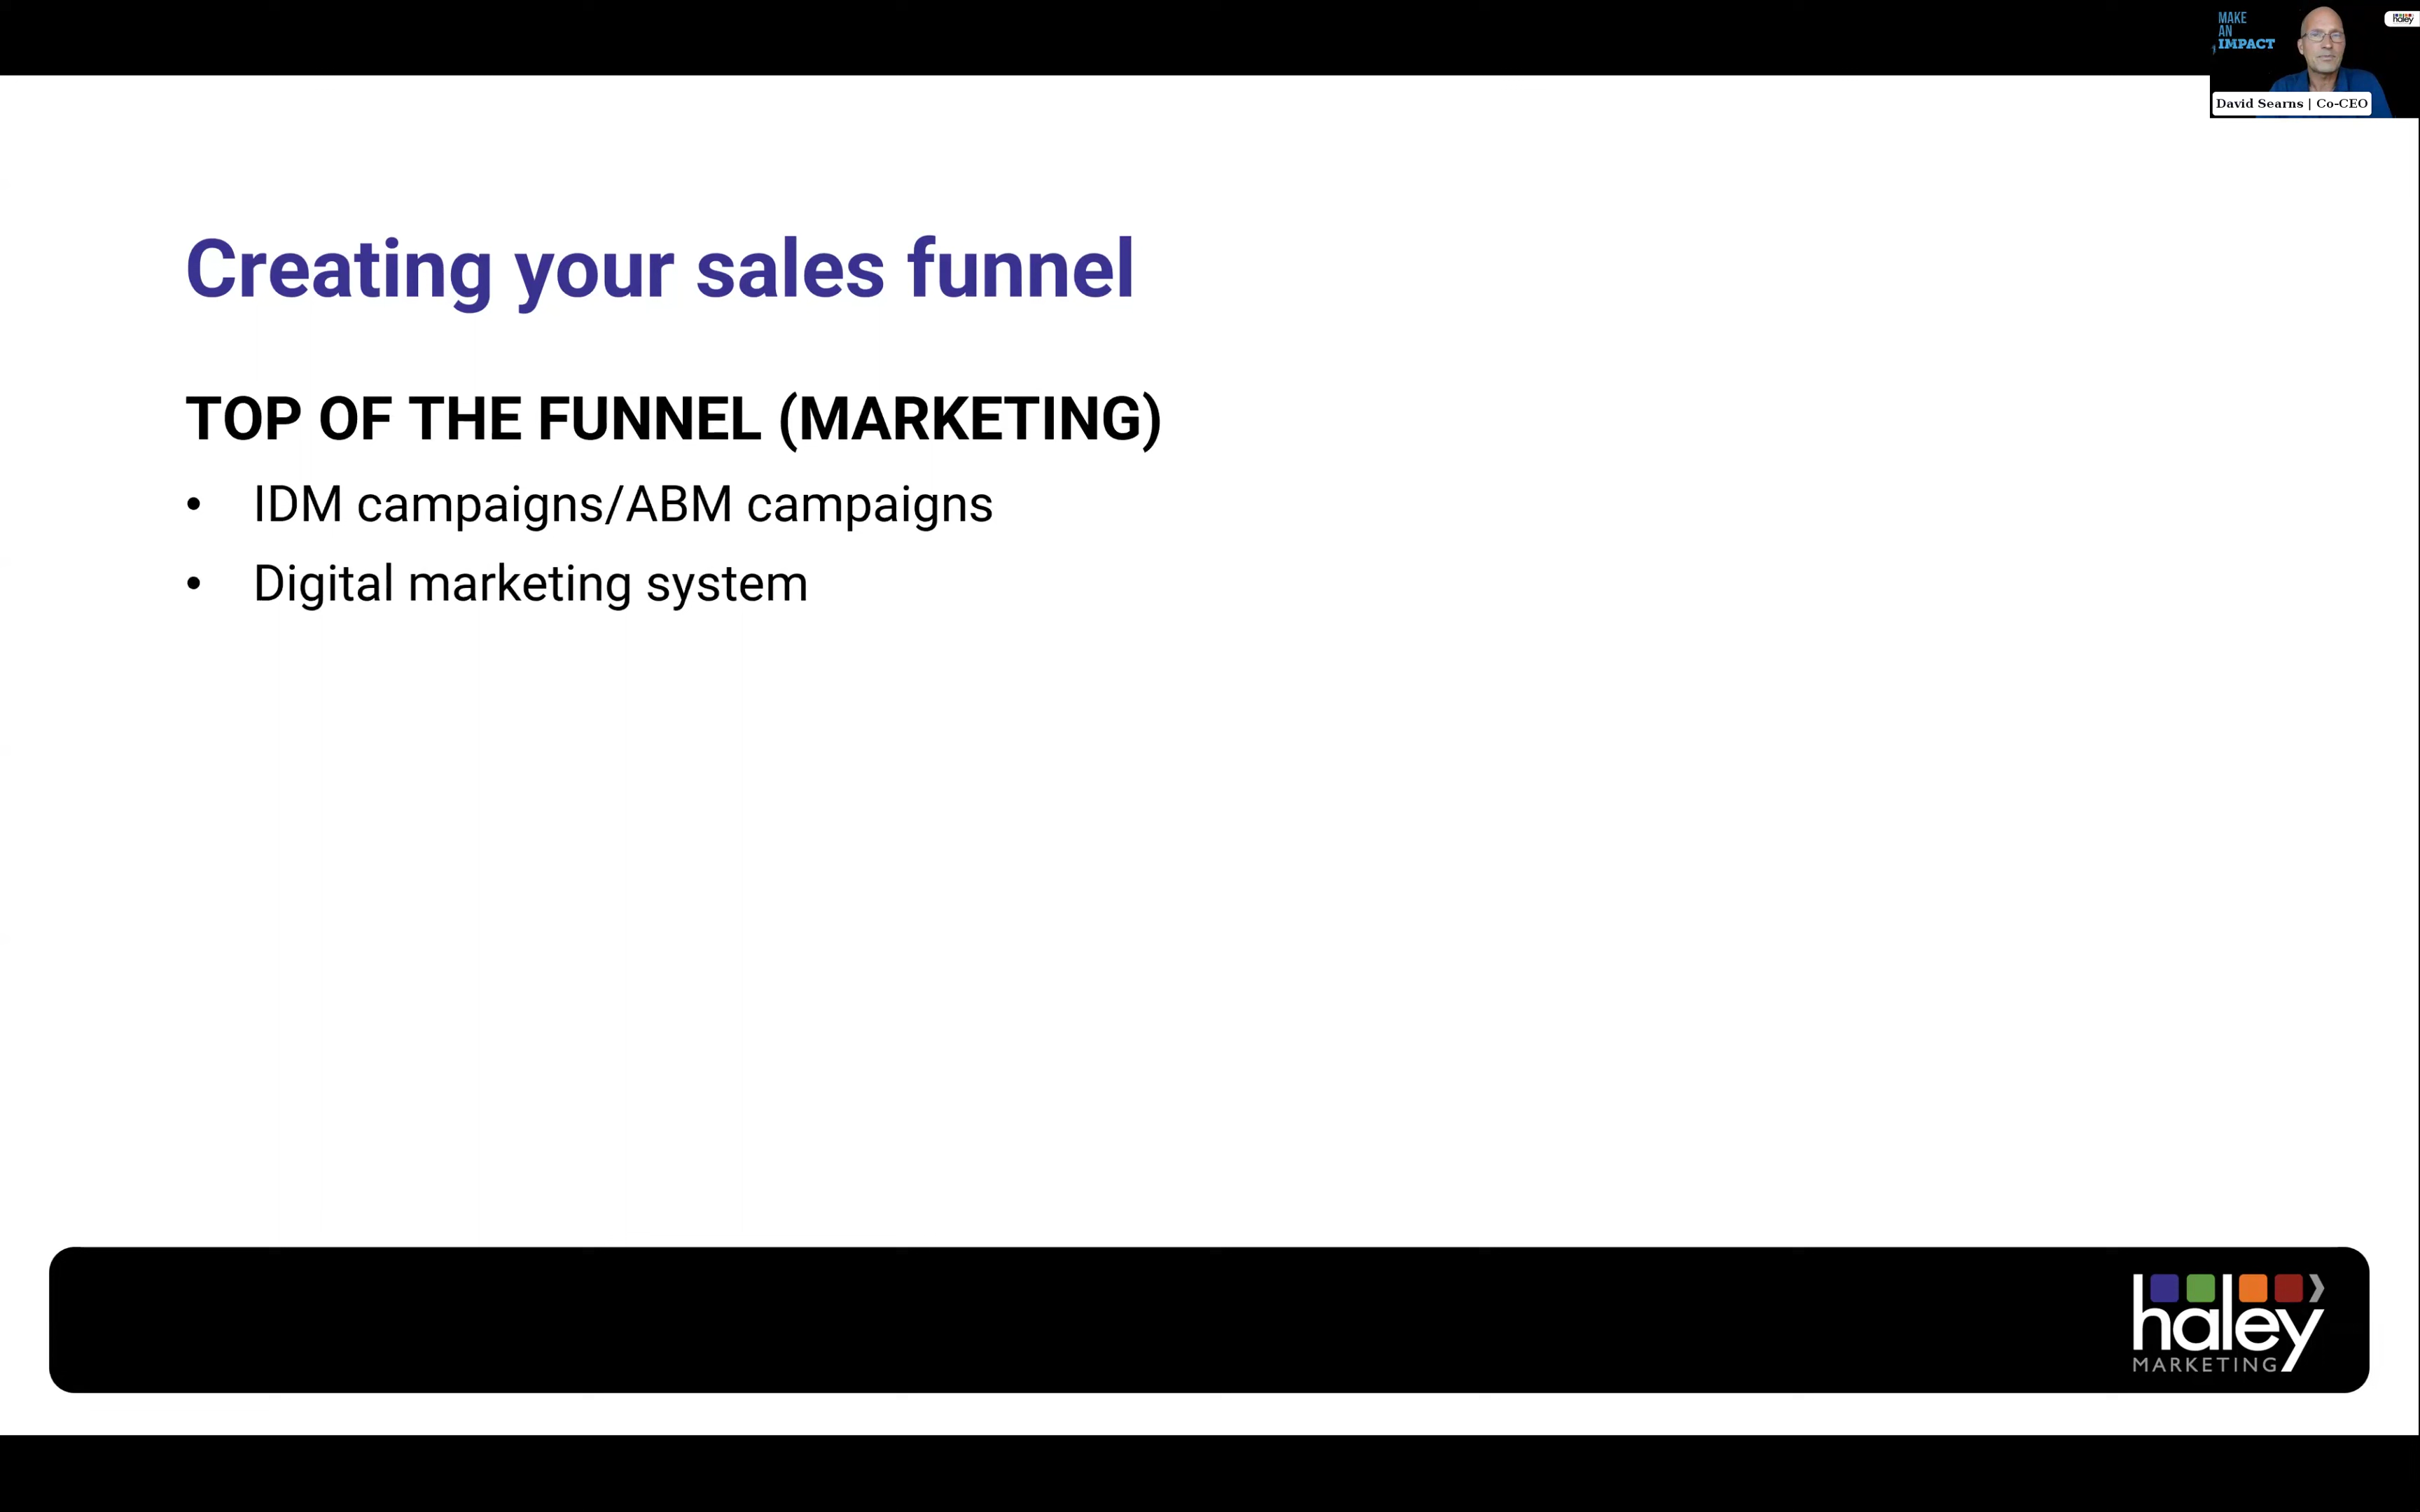 MAKE
AN
IMPACT
haley
David Searns | Co-CEO
Creating your sales funnel
TOP OF THE FUNNEL (MARKETING)
• IDM campaigns/ABM campaigns
• Digital marketing system
haley
MARKETING